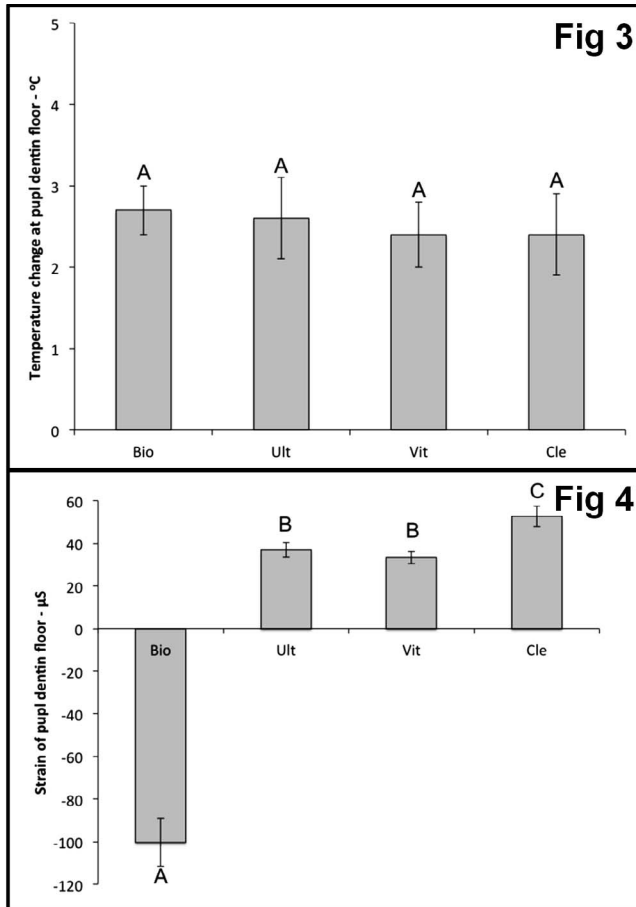 Fig 3
Temperature change at pupl dentin floor - ºC
5
4
3
2
1
0
A
A
A
A
Bio
Ult
Vit
Cle
Fig 4
Strain of pupl dentin floor - µS
60
40
20
0
-20
-40
-60
-80
-100
-120
A
B
B
C
Bio
Ult
Vit
Cle